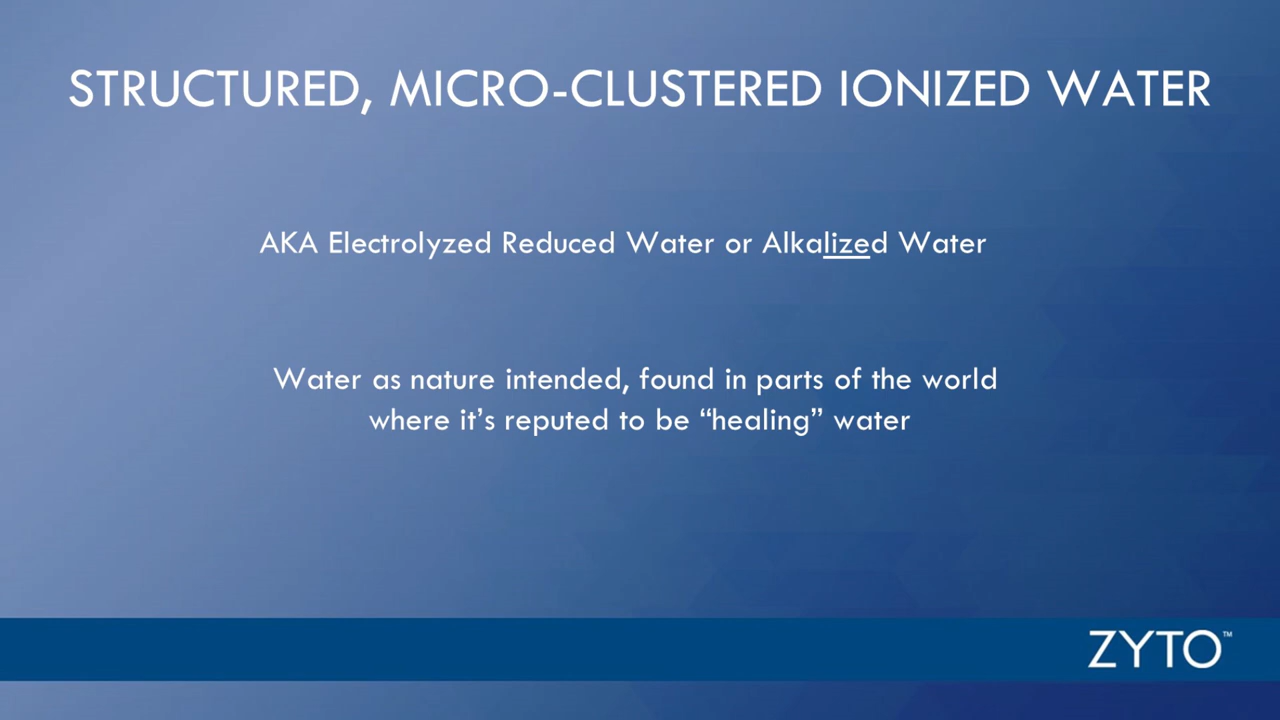 STRUCTURED, MICRO-CLUSTERED IONIZED WATER
AKA Electrolyzed Reduced Water or Alkalized Water
Water as nature intended, found in parts of the world
where it’s reputed to be “healing” water
ZYTO™